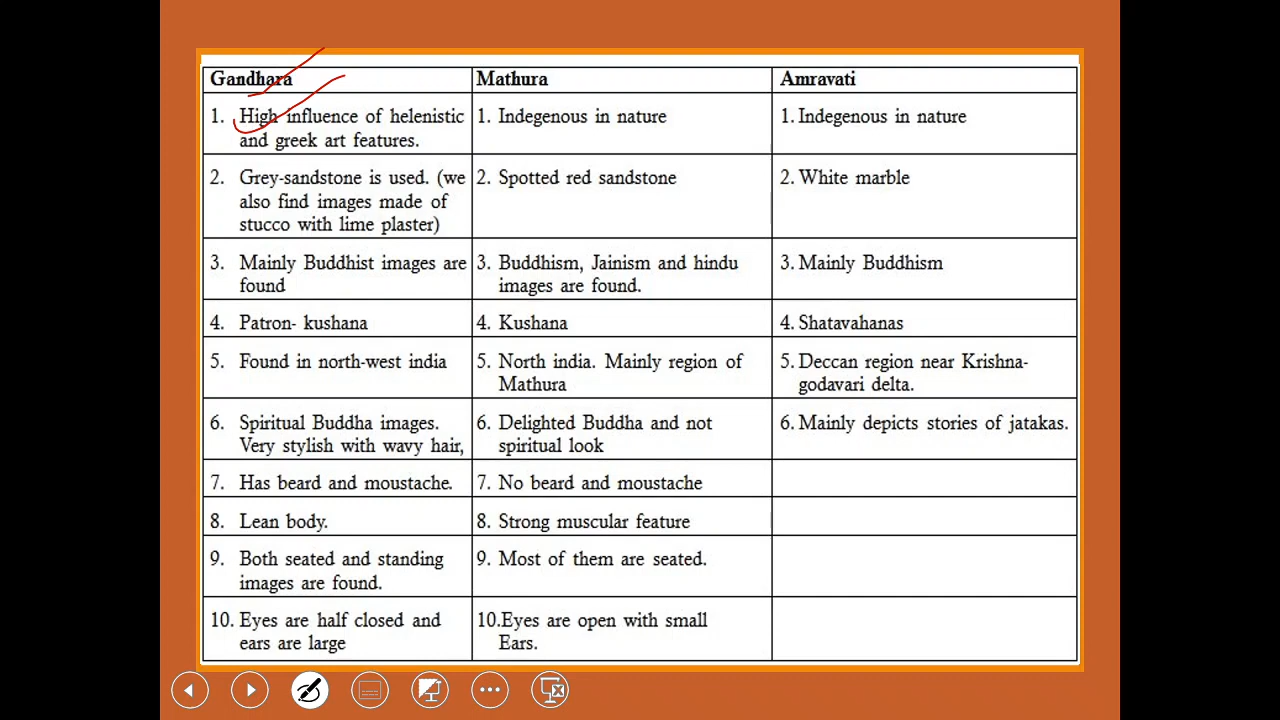 Gandhara Mathura Amravati
1. High influence of helenistic 1. Indegenous in nature 1. Indegenous in nature
and greek art features.
2. Grey-sandstone is used. (we 2. Spotted red sandstone 2. White marble
also find images made of
stucco with lime plaster)
3. Mainly Buddhist images are 3. Buddhism, Jainism and hindu 3. Mainly Buddhism
found images are found.
4. Patron- kushana 4. Kushana 4. Shatavahanas
5. Found in north-west india 5. North india. Mainly region of 5. Deccan region near Krishna-
Mathura godavari delta.
6. Spiritual Buddha images. 6. Delighted Buddha and not 6. Mainly depicts stories of jatakas.
Very stylish with wavy hair, spiritual look
7. Has beard and moustache. 7. No beard and moustache
8. Lean body. 8. Strong muscular feature
9. Both seated and standing 9. Most of them are seated.
images are found.
10. Eyes are half closed and 10.Eyes are open with small
ears are large Ears.